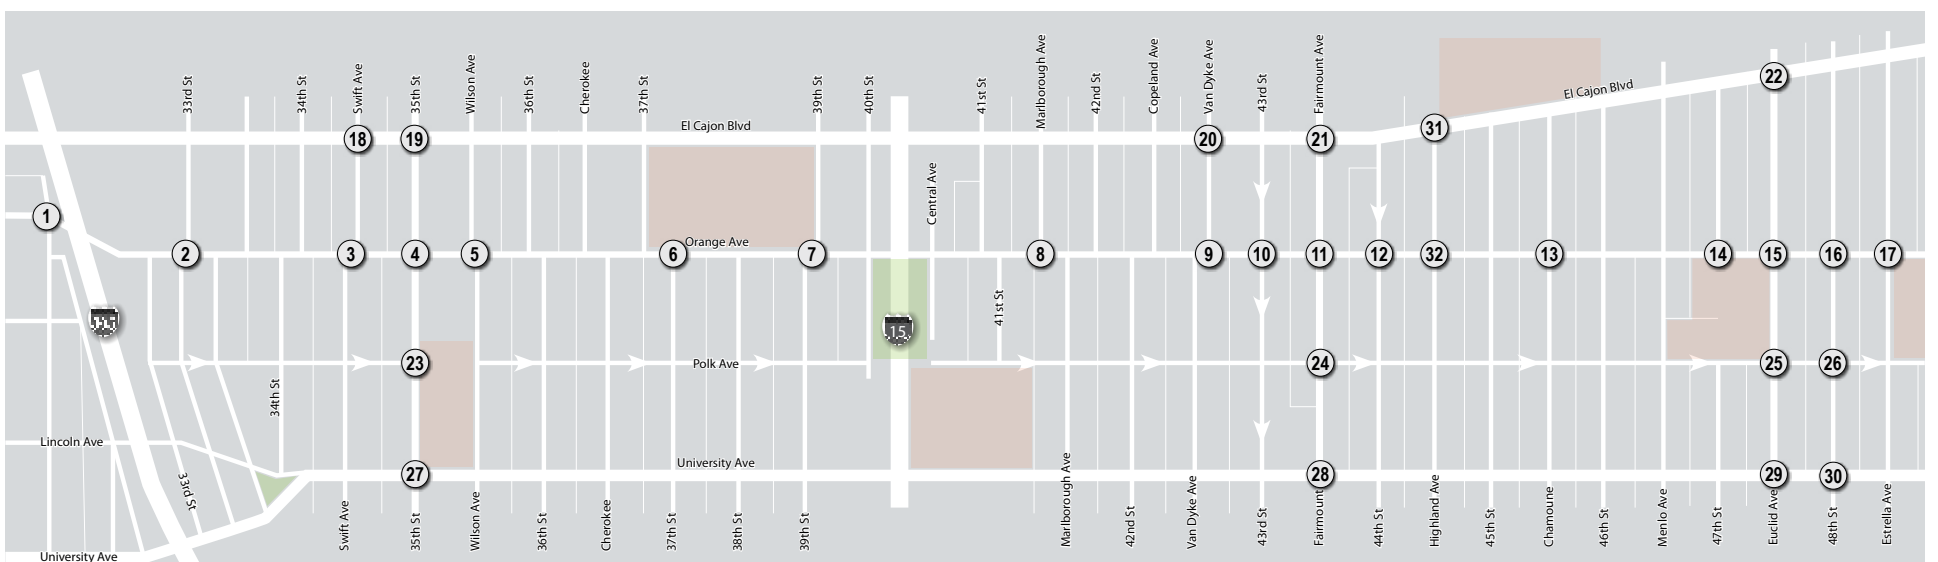 33rd St
34th St
Swift Ave
35th St
Wilson Ave
36th St
Cherokee
37th St
39th St
40th St
41st St
Marlborough Ave
42nd St
Copeland Ave
Van Dyke Ave
43rd St
Fairmount Ave
El Cajon Blvd
22
El Cajon Blvd
18
19
20
21
31
Central Ave
1
Orange Ave
2
3
4
5
6
7
8
9
10
11
12
32
13
14
15
16
17
15
41st St
23
Polk Ave
24
25
26
34th St
Lincoln Ave
University Ave
27
28
29
30
33rd St
University Ave
Swift Ave
35th St
Wilson Ave
36th St
Cherokee
37th St
38th St
39th St
Marlborough Ave
42nd St
Van Dyke Ave
43rd St
Fairmount
44th St
Highland Ave
45th St
Chamoune
46th St
Menlo Ave
47th St
Euclid Ave
48th St
Estrella Ave